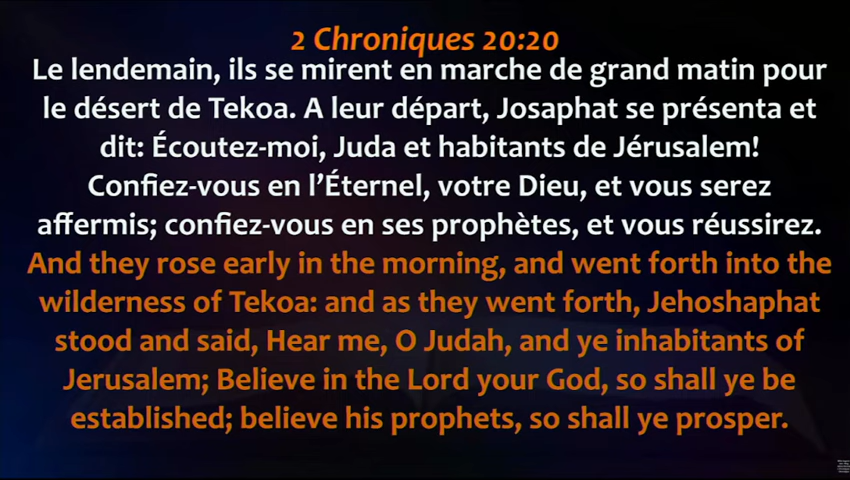 2 Chroniques 20:20
Le lendemain, ils se mirent en marche de grand matin pour
le désert de Tekoa. A leur départ, Josaphat se présenta et
dit: Écoutez-moi, Juda et habitants de Jérusalem!
Confiez-vous en l’Éternel, votre Dieu, et vous serez
affermis; confiez-vous en ses prophètes, et vous réussirez.
And they rose early in the morning, and went forth into the
wilderness of Tekoa: and as they went forth, Jehoshaphat
stood and said, Hear me, O Judah, and ye inhabitants of
Jerusalem; Believe in the Lord your God, so shall ye be
established; believe his prophets, so shall ye prosper.